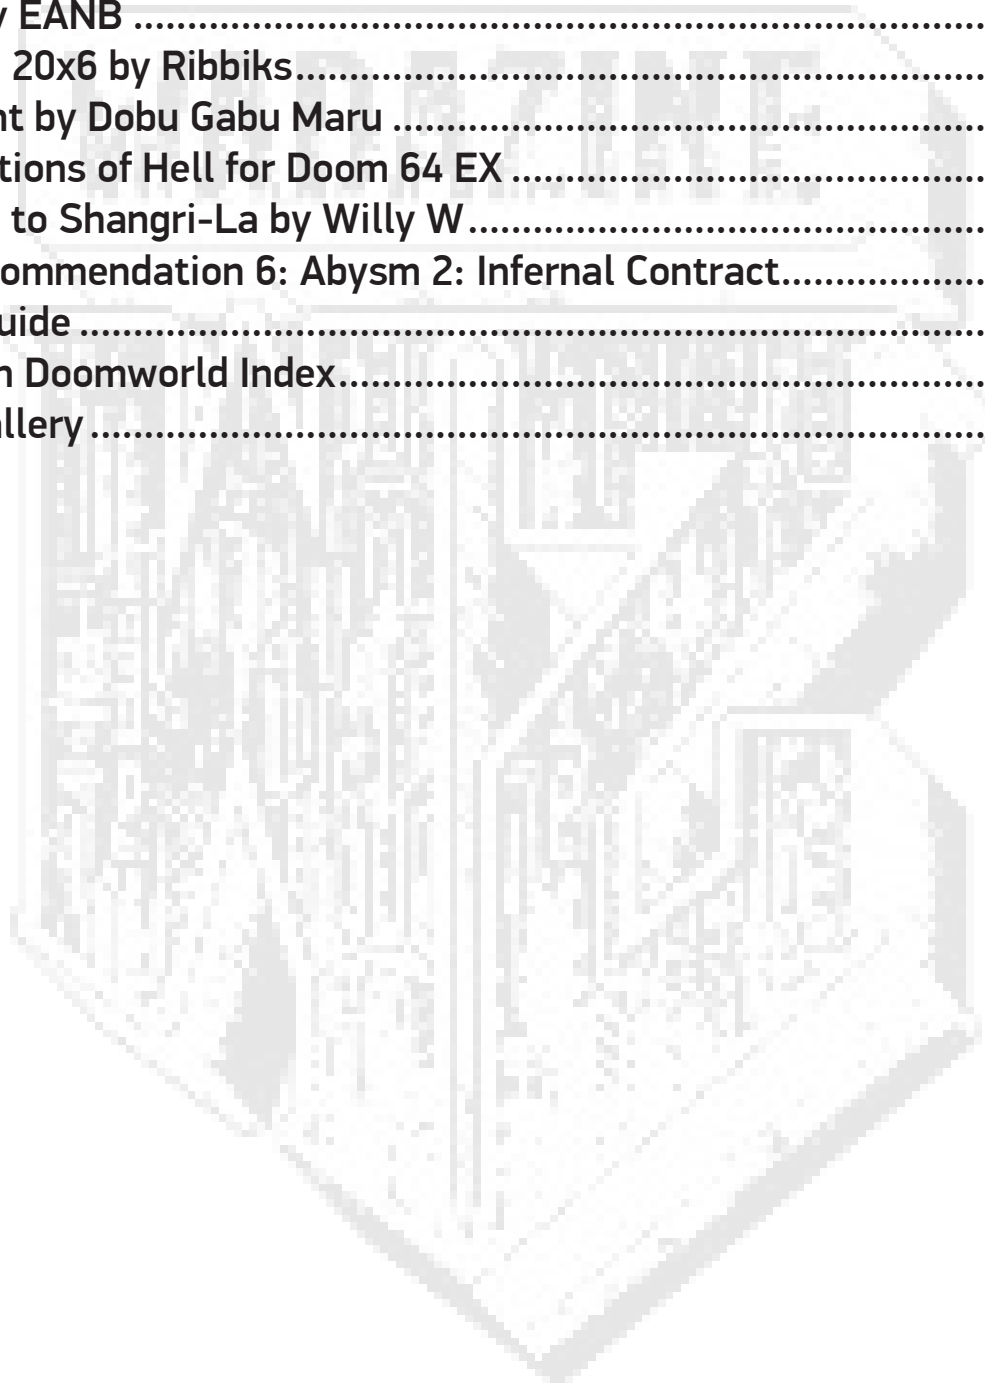 y EANB ........................................................................
20x6 by Ribbiks........................................................
nt by Dobu Gabu Maru ................................................
tions of Hell for Doom 64 EX ......................................
to Shangri-La by Willy W..........................................
ommendation 6: Abysm 2: Infernal Contract................
uide ............................................................................
n Doomworld Index.....................................................
allery ..........................................................................